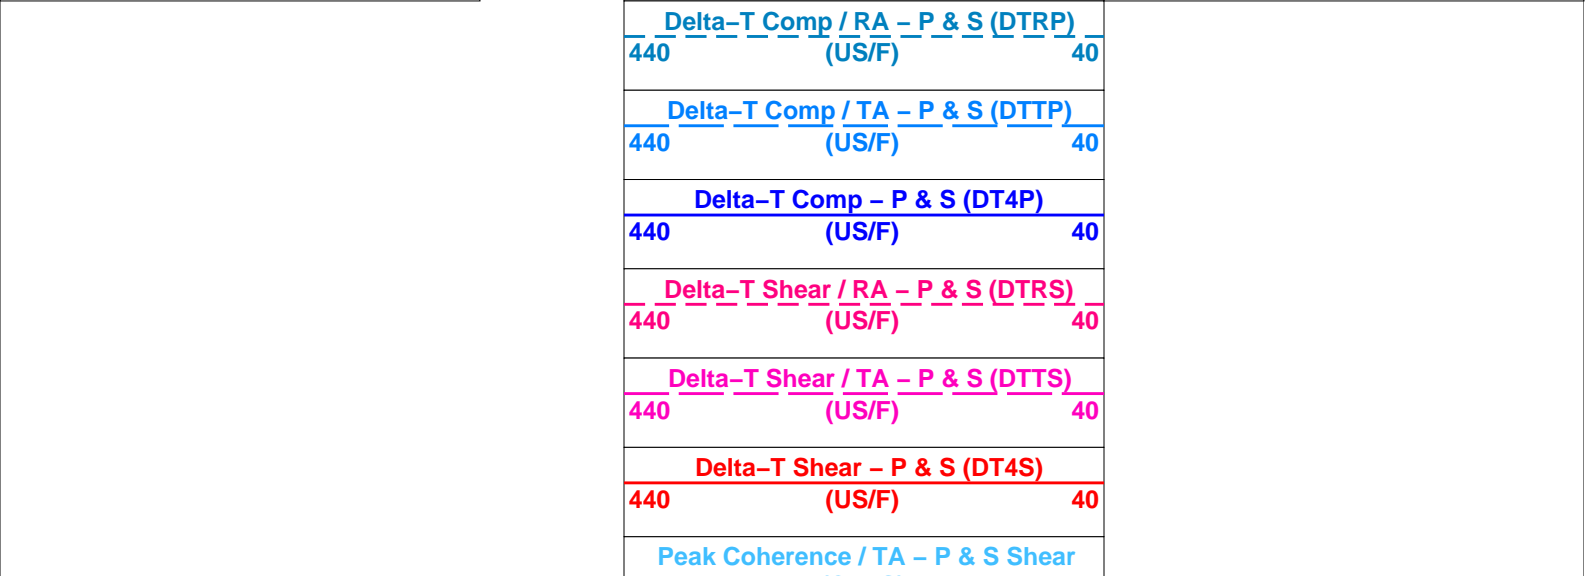 Delta–T Comp / RA – P & S (DTRP)
440 (US/F) 40
Delta–T Comp / TA – P & S (DTTP)
440 (US/F) 40
Delta–T Comp – P & S (DT4P)
440 (US/F) 40
Delta–T Shear / RA – P & S (DTRS)
440 (US/F) 40
Delta–T Shear / TA – P & S (DTTS)
440 (US/F) 40
Delta–T Shear – P & S (DT4S)
440 (US/F) 40
Peak Coherence / TA – P & S Shear